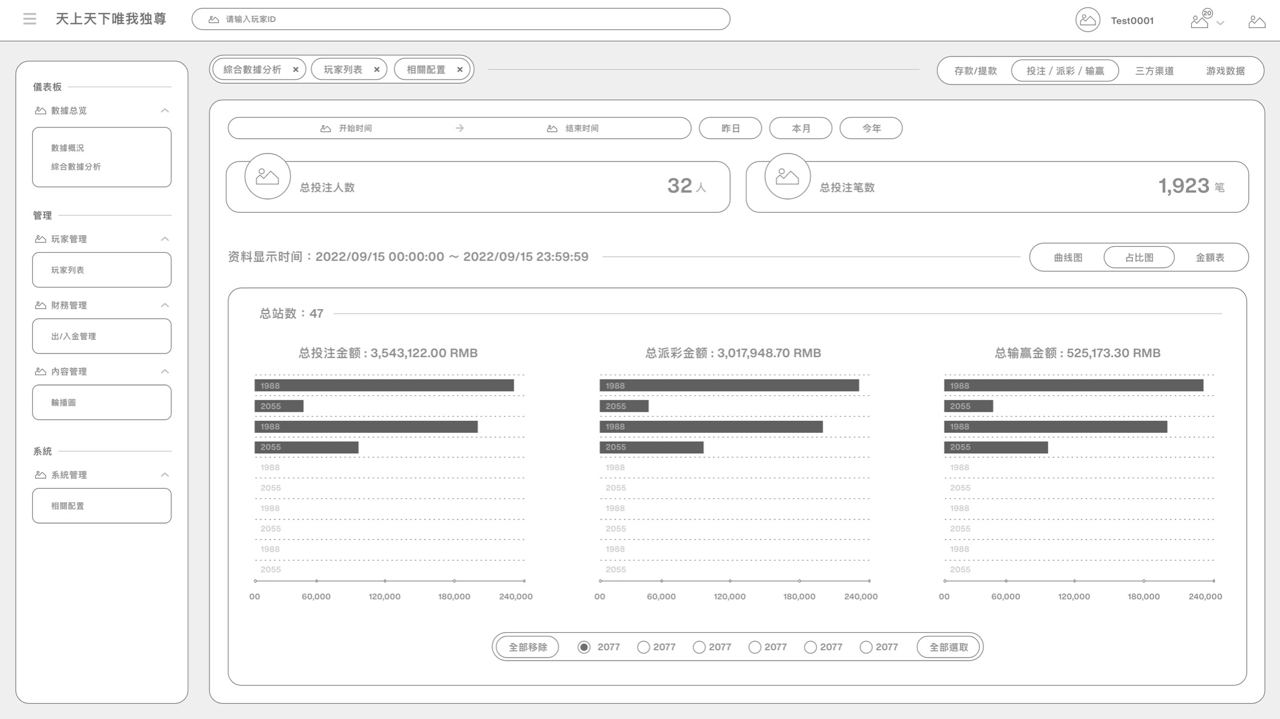 天上天下唯我独尊
请输入玩家ID
Test0001
20
儀表板
數據总览
數據概況
綜合數據分析
管理
玩家管理
玩家列表
財務管理
出/入金管理
内容管理
輪播圖
系統
系統管理
相關配置
綜合數據分析 ×
玩家列表 ×
相關配置 ×
存款/提款
投注 / 派彩 / 输赢
三方渠道
游戏数据
开始时间 → 结束时间
昨日
本月
今年
总投注人数
32 人
总投注笔数
1,923 笔
资料显示时间：2022/09/15 00:00:00 ～ 2022/09/15 23:59:59
曲线图
占比图
金額表
总站数：47
总投注金额 : 3,543,122.00 RMB
1988
2055
1988
2055
1988
2055
1988
2055
1988
2055
00 60,000 120,000 180,000 240,000
总派彩金额 : 3,017,948.70 RMB
1988
2055
1988
2055
1988
2055
1988
2055
1988
2055
00 60,000 120,000 180,000 240,000
总输赢金额 : 525,173.30 RMB
1988
2055
1988
2055
1988
2055
1988
2055
1988
2055
00 60,000 120,000 180,000 240,000
全部移除
2077
2077
2077
2077
2077
2077
全部選取